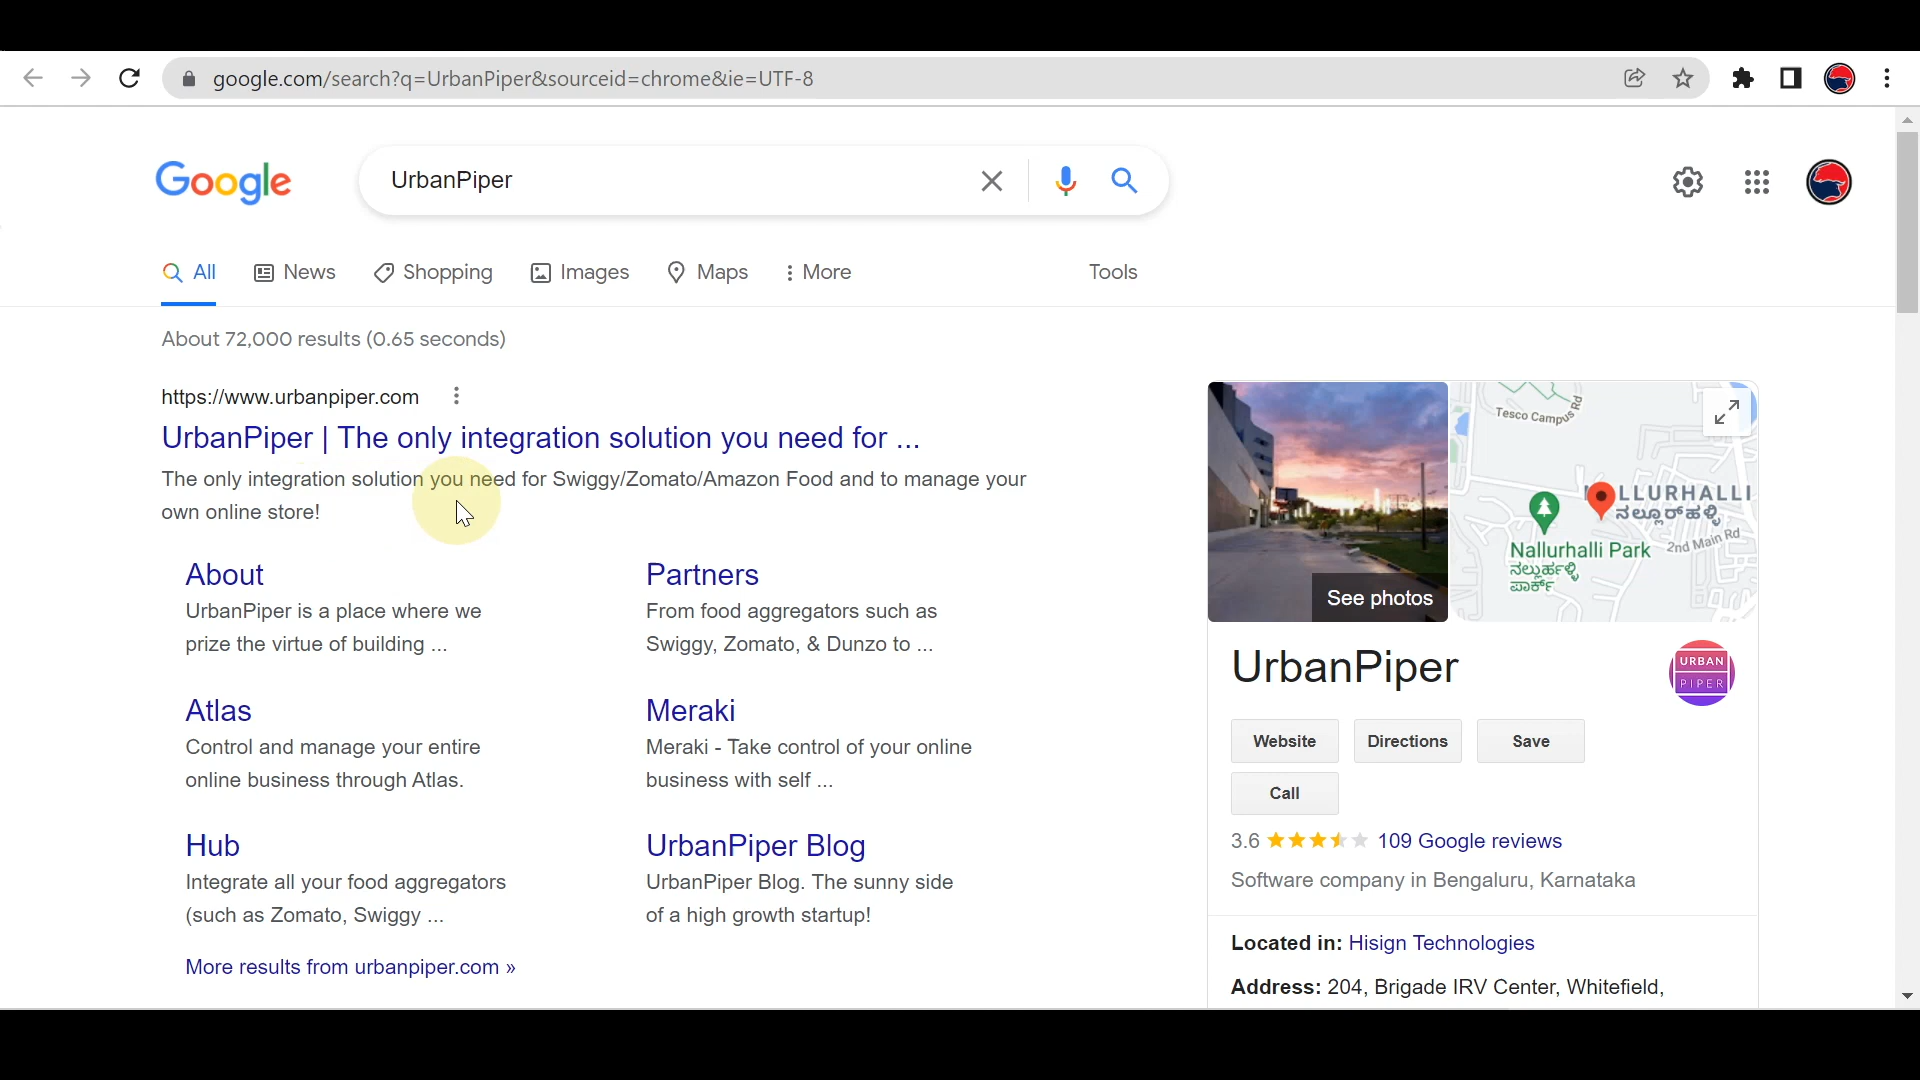 google.com/search?q=UrbanPiper&sourceid=chrome&ie=UTF-8
Google
UrbanPiper
All
News
Shopping
Images
Maps
More
Tools
About 72,000 results (0.65 seconds)
https://www.urbanpiper.com
UrbanPiper | The only integration solution you need for ...
The only integration solution you need for Swiggy/Zomato/Amazon Food and to manage your
own online store!
About
UrbanPiper is a place where we
prize the virtue of building ...
Partners
From food aggregators such as
Swiggy, Zomato, & Dunzo to ...
Atlas
Control and manage your entire
online business through Atlas.
Meraki
Meraki - Take control of your online
business with self ...
Hub
Integrate all your food aggregators
(such as Zomato, Swiggy ...
UrbanPiper Blog
UrbanPiper Blog. The sunny side
of a high growth startup!
More results from urbanpiper.com »
See photos
Tesco Campus Rd
LLURHALLI
ನಲ್ಲೂರ್‌ಹಳ್ಳಿ
2nd Main Rd
Nallurhalli Park
ನಲ್ಲುರ್ಹಳ್ಳಿ
ಪಾರ್ಕ್
UrbanPiper
URBAN
PIPER
Website
Directions
Save
Call
3.6
109 Google reviews
Software company in Bengaluru, Karnataka
Located in: Hisign Technologies
Address: 204, Brigade IRV Center, Whitefield,